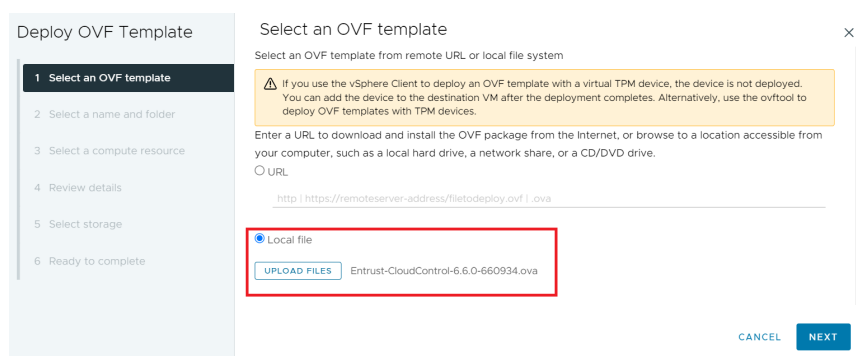 Deploy OVF Template
1 Select an OVF template
2 Select a name and folder
3 Select a compute resource
4 Review details
5 Select storage
6 Ready to complete
Select an OVF template
Select an OVF template from remote URL or local file system
If you use the vSphere Client to deploy an OVF template with a virtual TPM device, the device is not deployed.
You can add the device to the destination VM after the deployment completes. Alternatively, use the ovftool to
deploy OVF templates with TPM devices.
Enter a URL to download and install the OVF package from the Internet, or browse to a location accessible from
your computer, such as a local hard drive, a network share, or a CD/DVD drive.
URL
http | https://remoteserver-address/filetodeploy.ovf | .ova
Local file
UPLOAD FILES Entrust-CloudControl-6.6.0-660934.ova
CANCEL NEXT